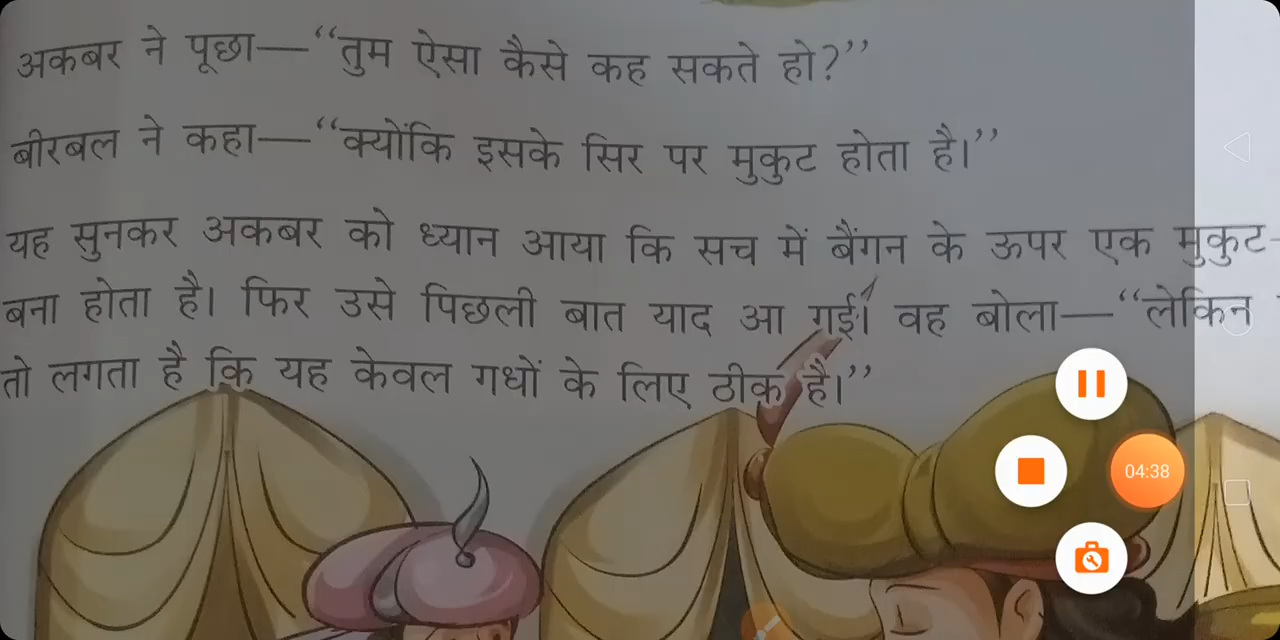 अकबर ने पूछा—“तुम ऐसा कैसे कह सकते हो?”
बीरबल ने कहा—“क्योंकि इसके सिर पर मुकुट होता है।”
यह सुनकर अकबर को ध्यान आया कि सच में बैंगन के ऊपर एक मुकुट-
बना होता है। फिर उसे पिछली बात याद आ गई। वह बोला—“लेकिन
तो लगता है कि यह केवल गधों के लिए ठीक है।”
04:38